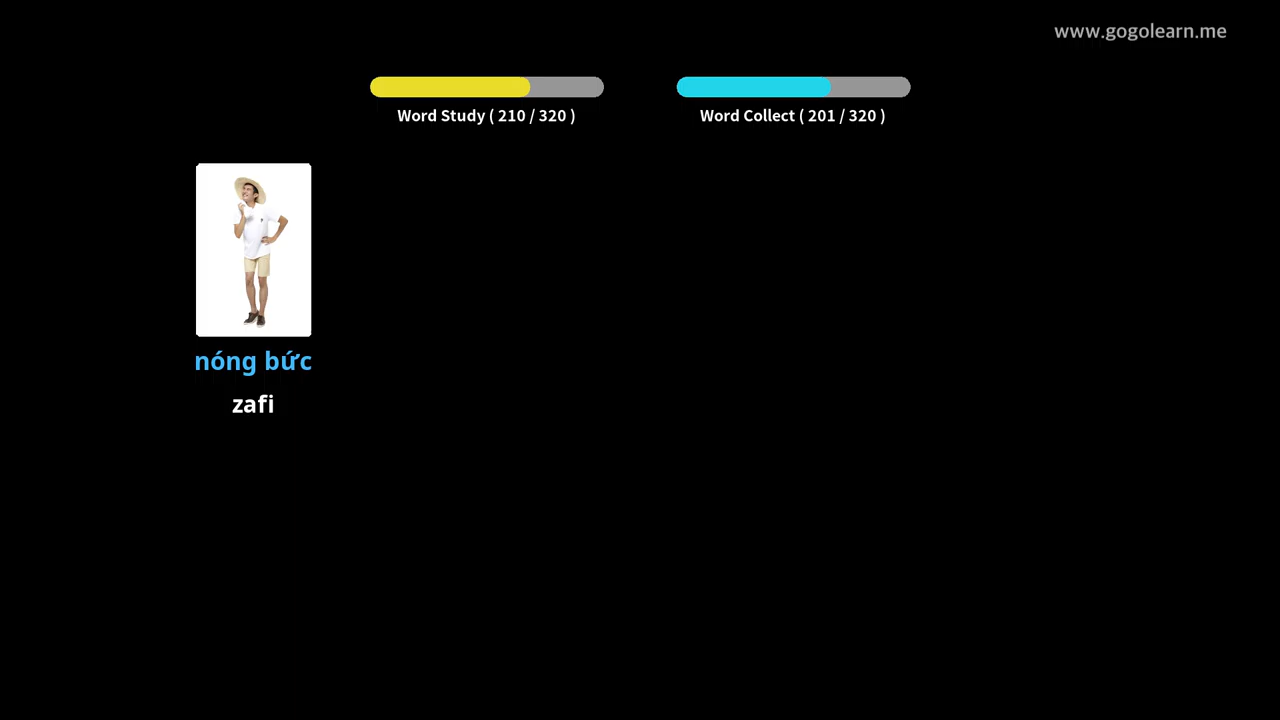 www.gogolearn.me
Word Study ( 210 / 320 )
Word Collect ( 201 / 320 )
nóng bức
zafi